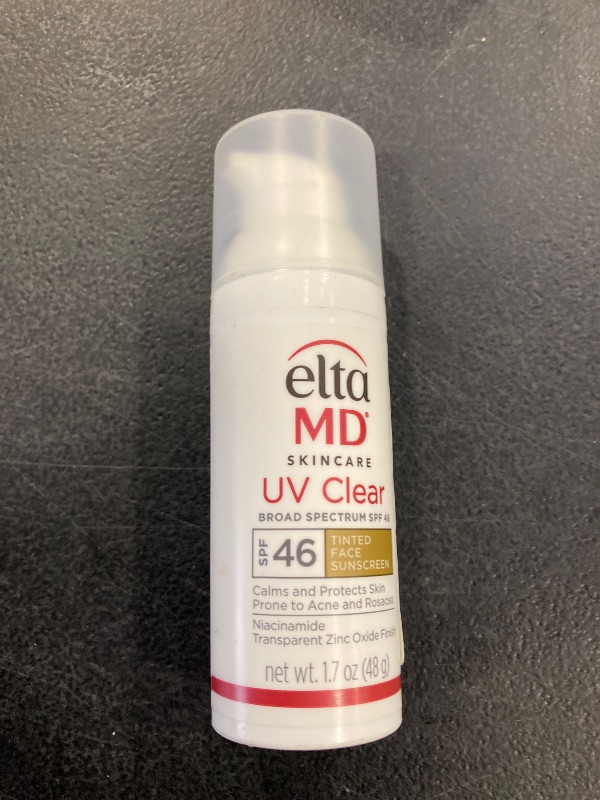 elta
MD®
SKINCARE
UV Clear
BROAD SPECTRUM SPF 46
SPF 46
TINTED
FACE
SUNSCREEN
Calms and Protects Skin
Prone to Acne and Rosacea
Niacinamide
Transparent Zinc Oxide Finish
net wt. 1.7 oz (48 g)